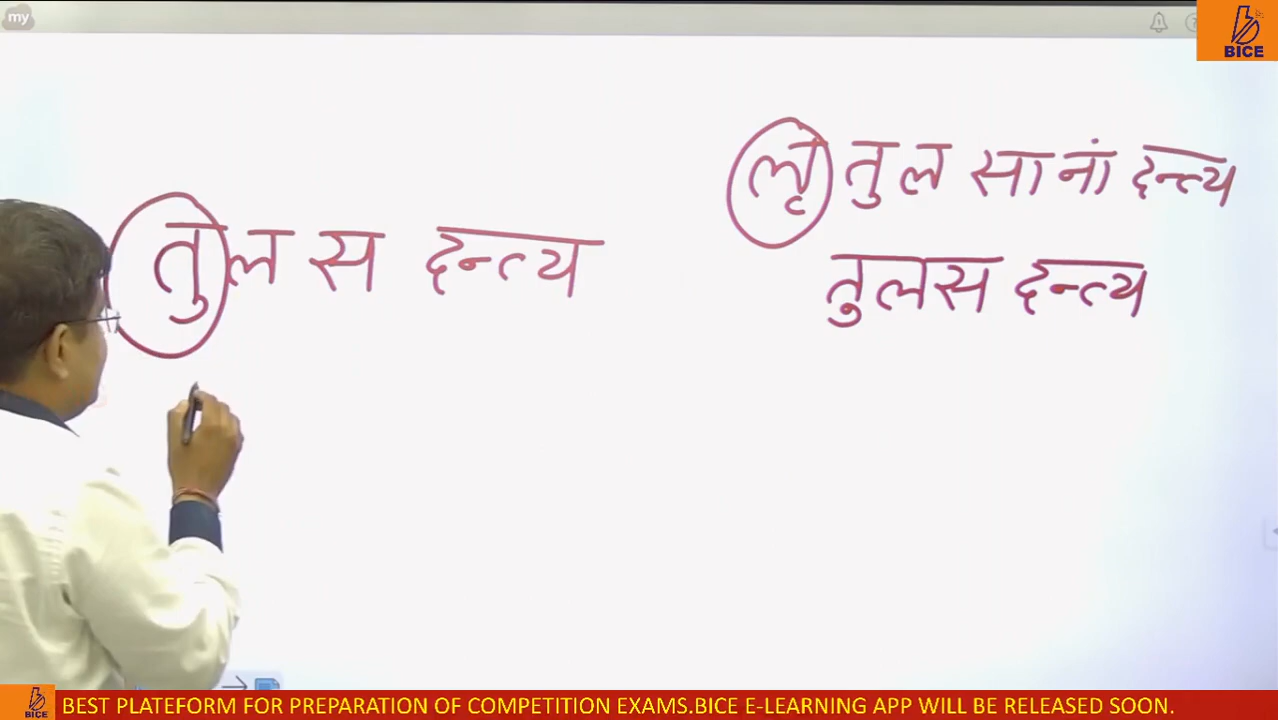 my
BICE
लृ तुल सानां दन्त्य
तुल स दन्त्य
तुलस दन्त्य
BICE
BEST PLATEFORM FOR PREPARATION OF COMPETITION EXAMS.BICE E-LEARNING APP WILL BE RELEASED SOON.